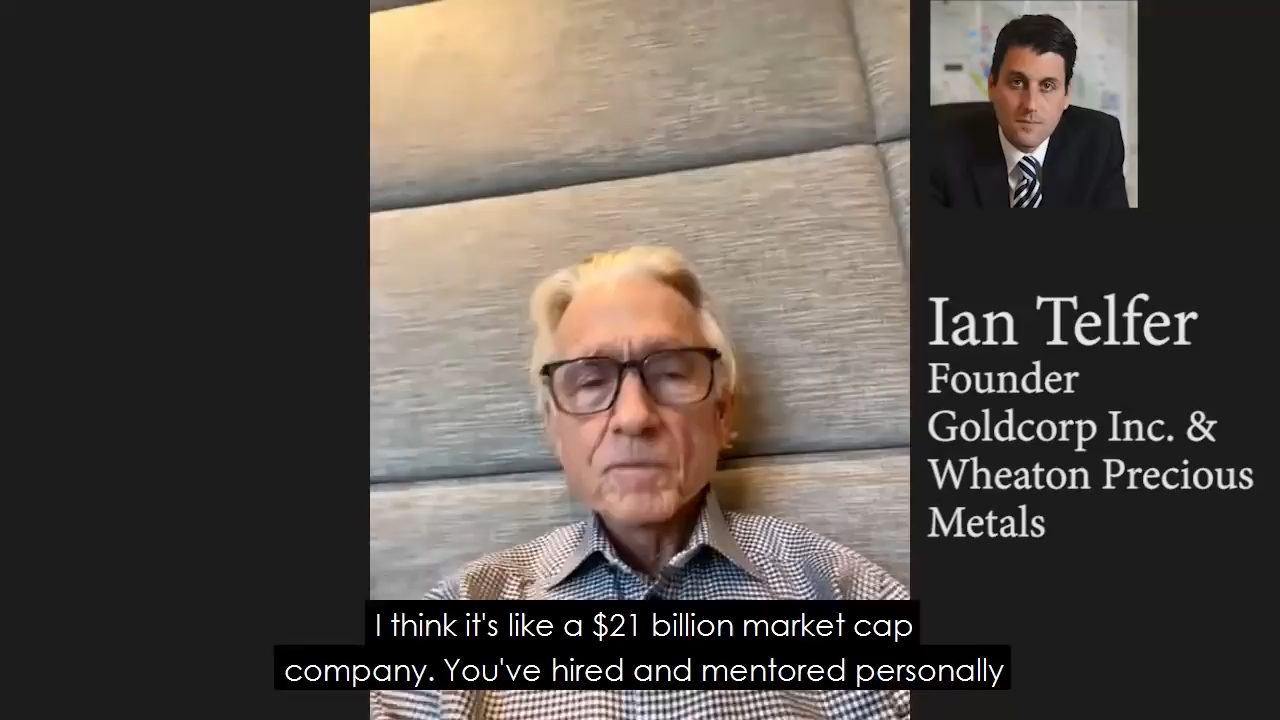 Ian Telfer
Founder
Goldcorp Inc. &
Wheaton Precious
Metals
I think it's like a $21 billion market cap
company. You've hired and mentored personally